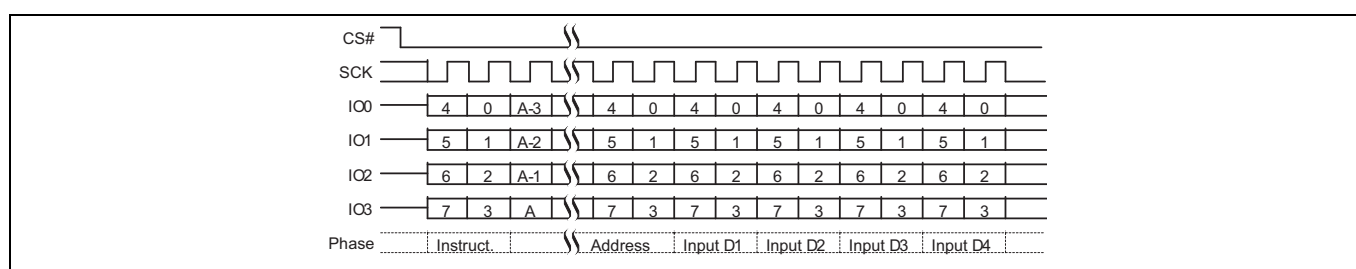 CS#
SCK
IO0 4 0 A-3 4 0 4 0 4 0 4 0 4 0
IO1 5 1 A-2 5 1 5 1 5 1 5 1 5 1
IO2 6 2 A-1 6 2 6 2 6 2 6 2 6 2
IO3 7 3 A 7 3 7 3 7 3 7 3 7 3
Phase Instruct. Address Input D1 Input D2 Input D3 Input D4